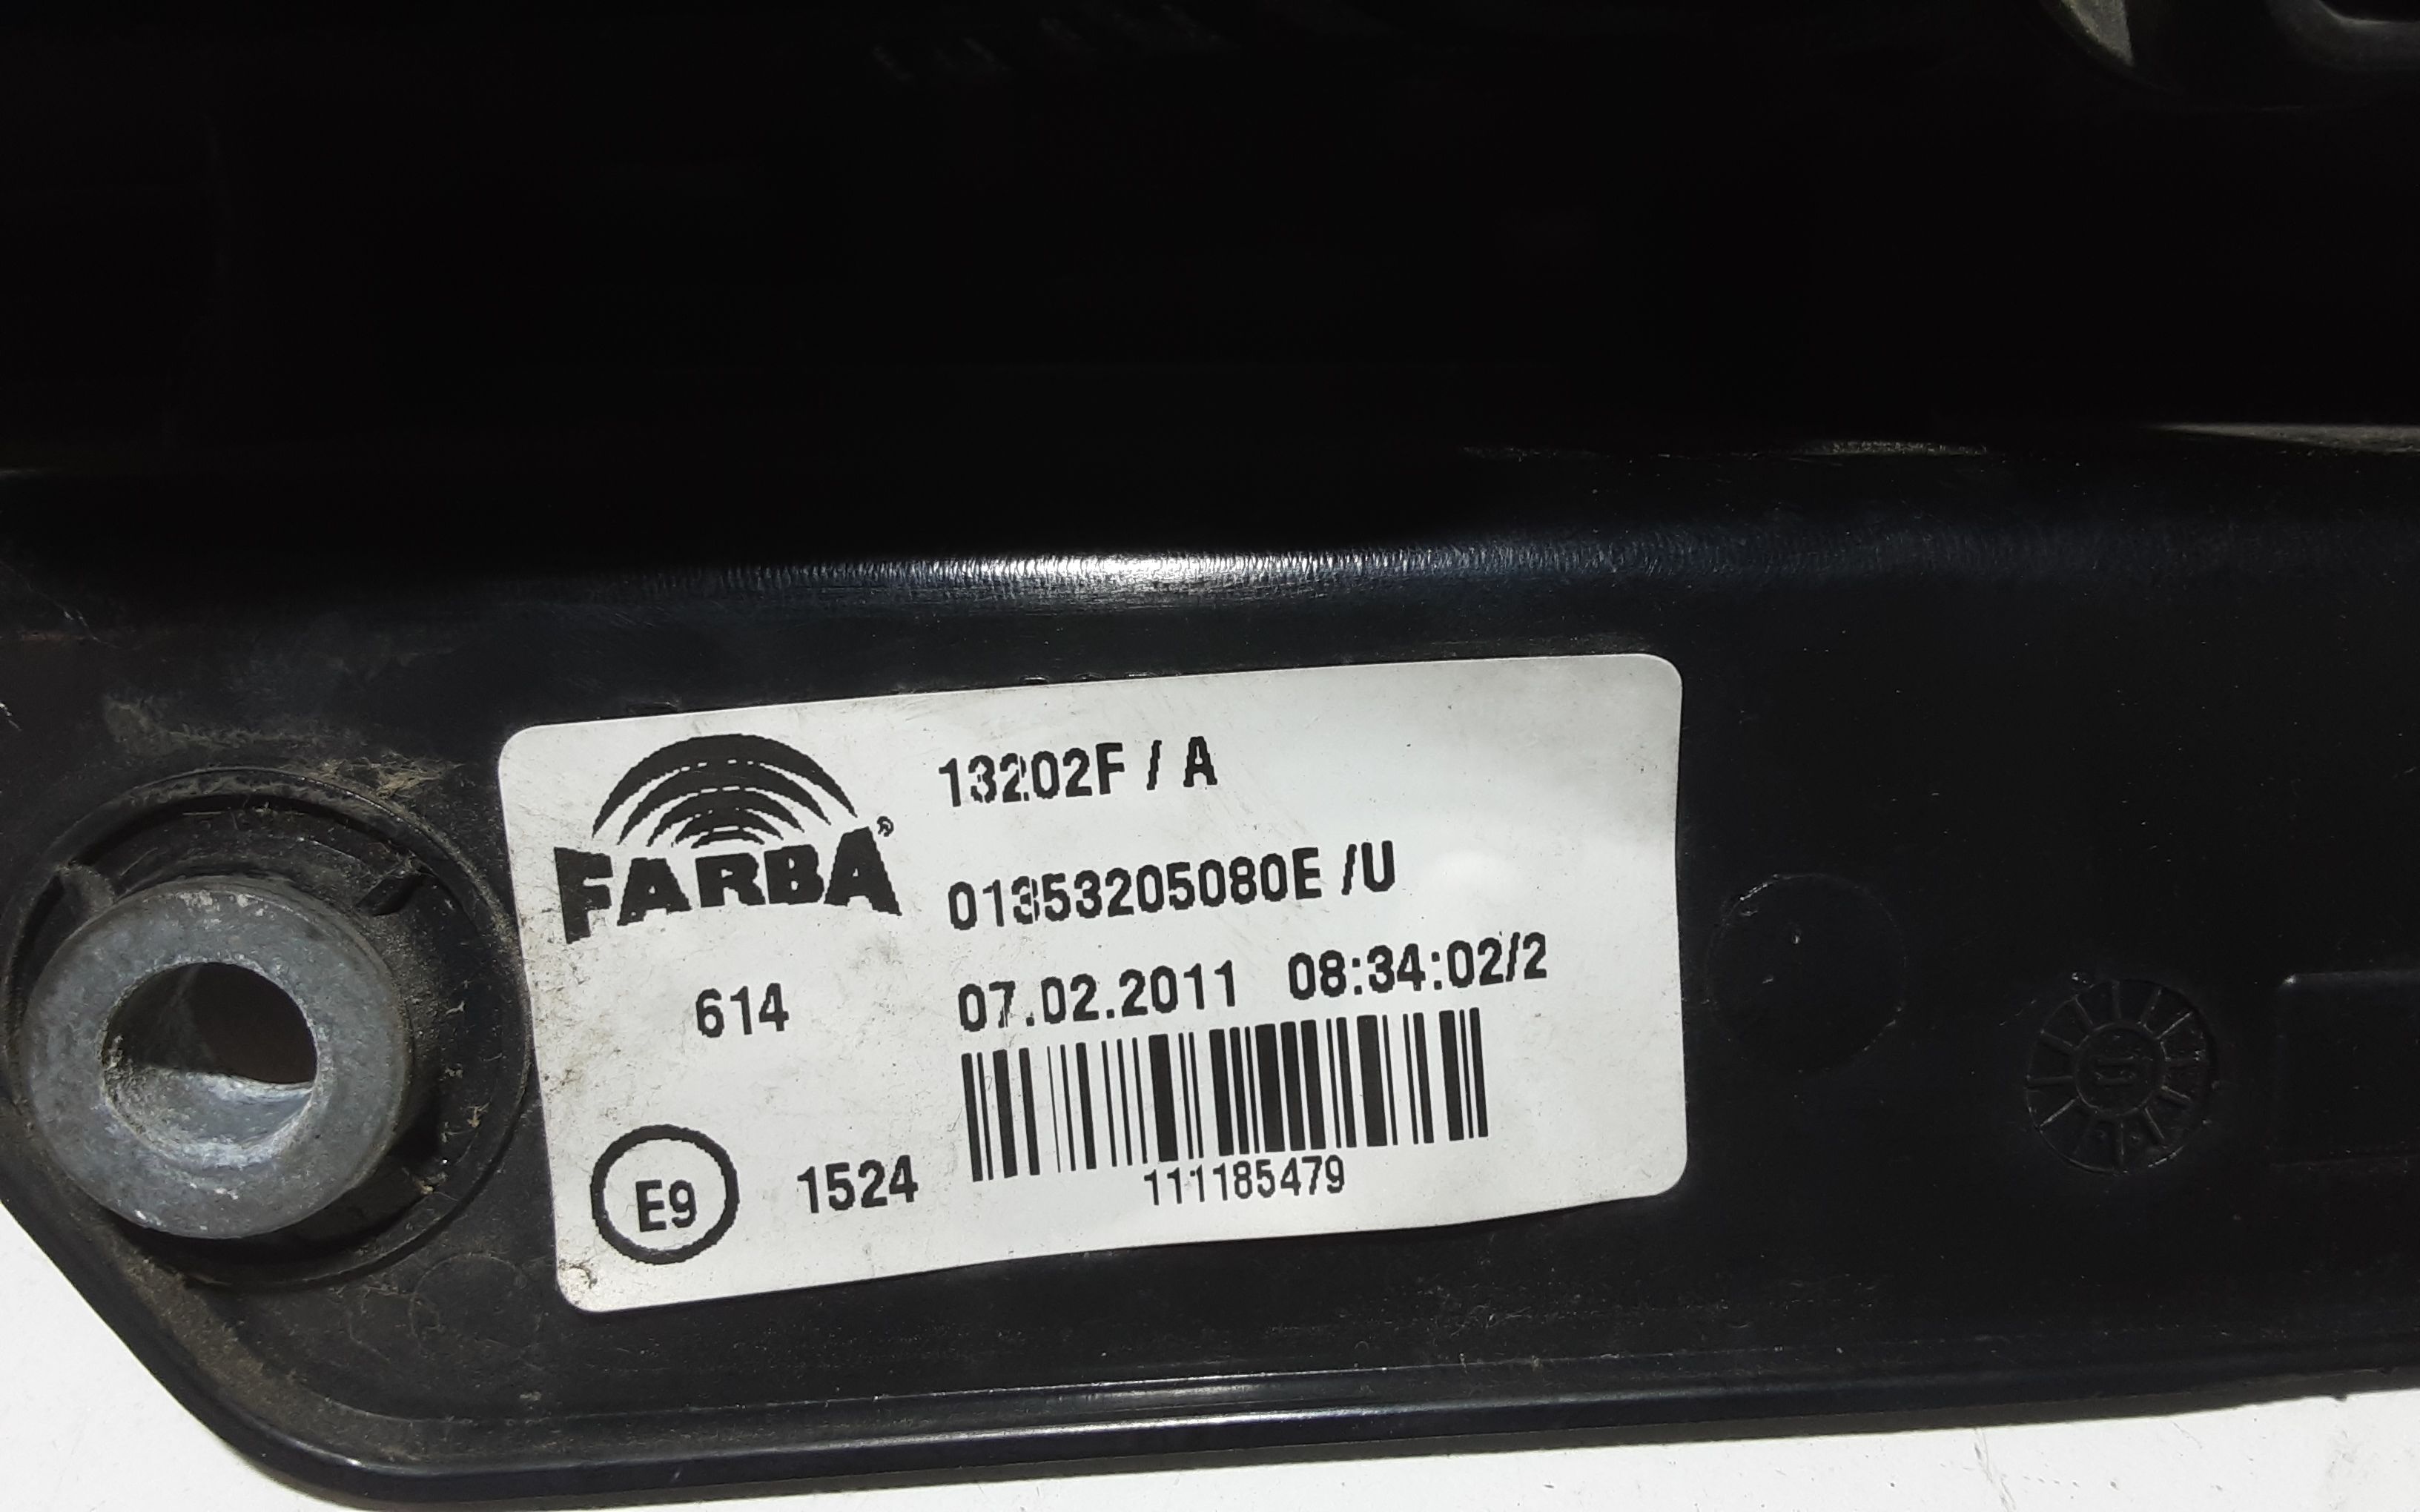 FARBA®
13202F / A
01353205080E /U
614
07.02.2011 08:34:02/2
E9
1524
111185479